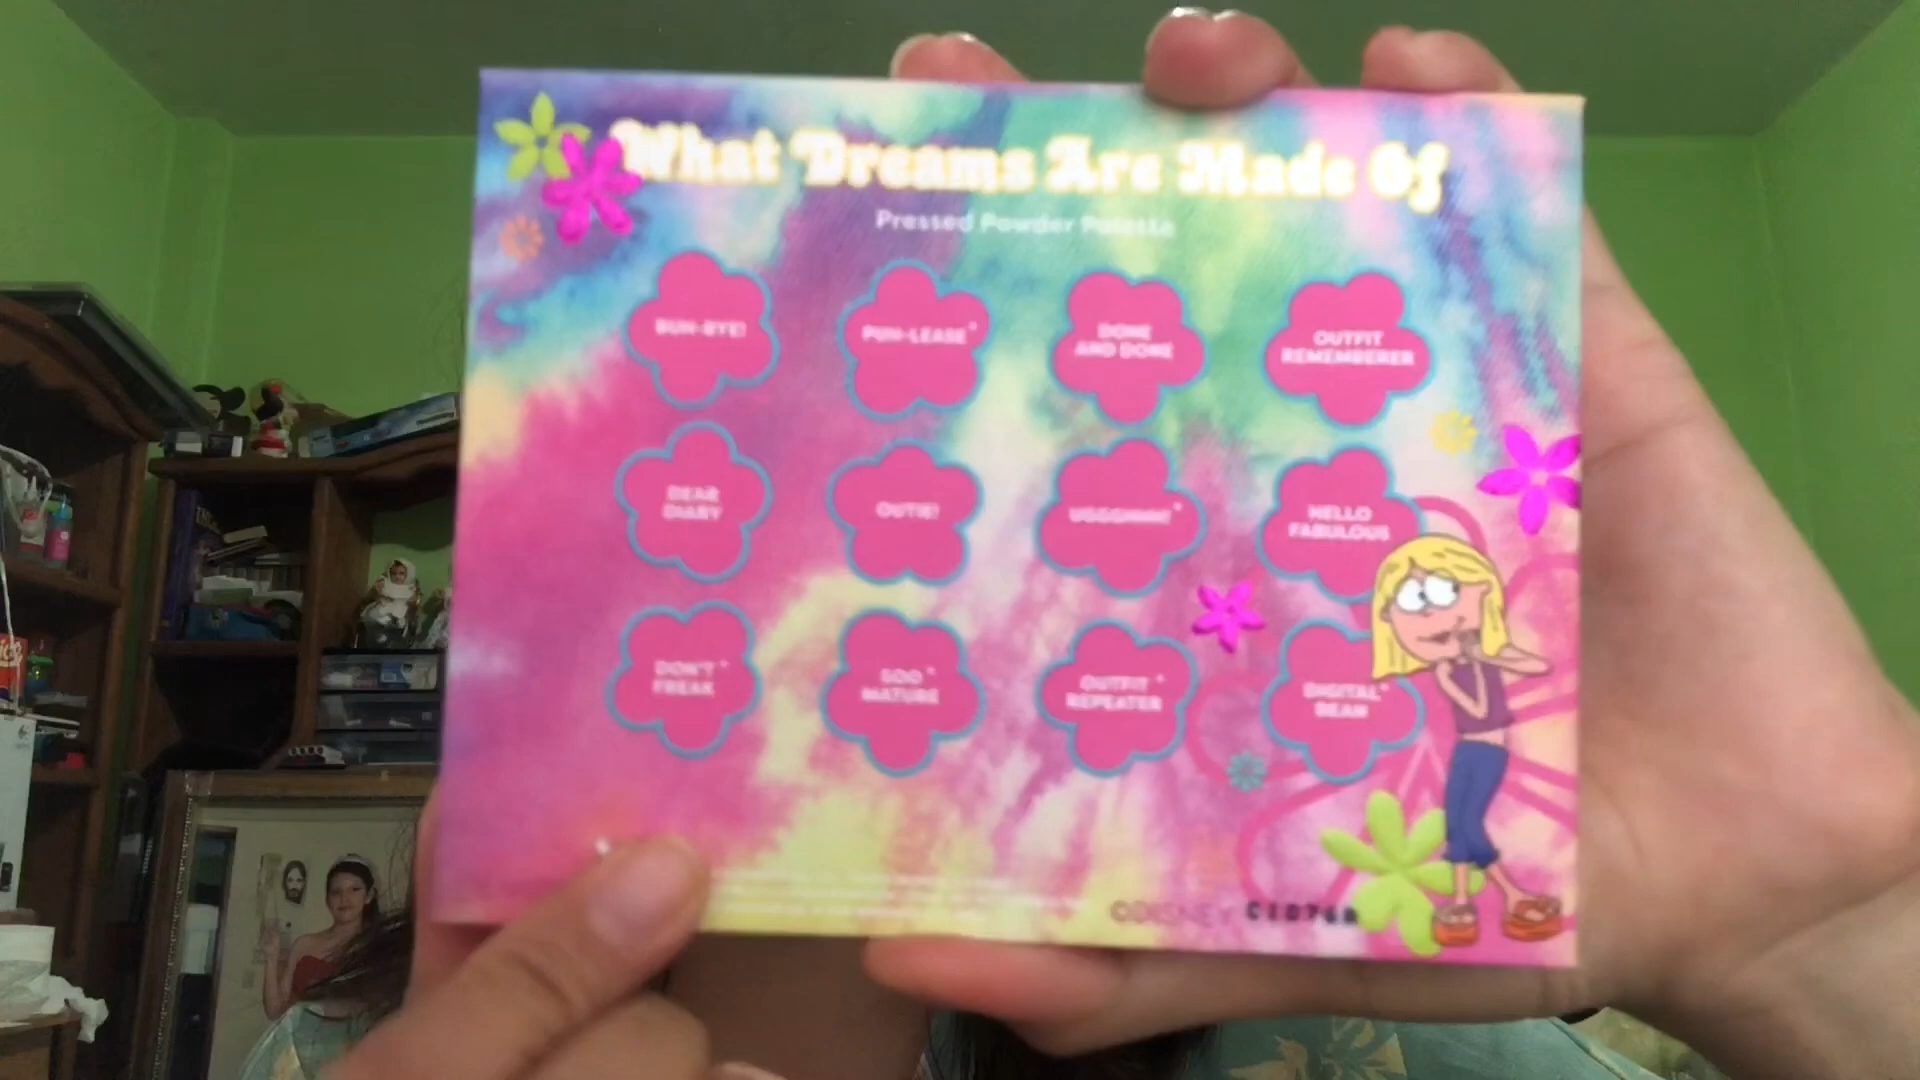 What Dreams Are Made Of
Pressed Powder Palette
BUH-BYE!
PUH-LEASE*
DONE
AND DONE
OUTFIT
REMEMBERER
DEAR
DIARY
OUTIE!
HELLO
FABULOUS
DON'T*
FREAK
SOO*
MATURE
OUTFIT*
REPEATER
DIGITAL*
BEAN
©DISNEY